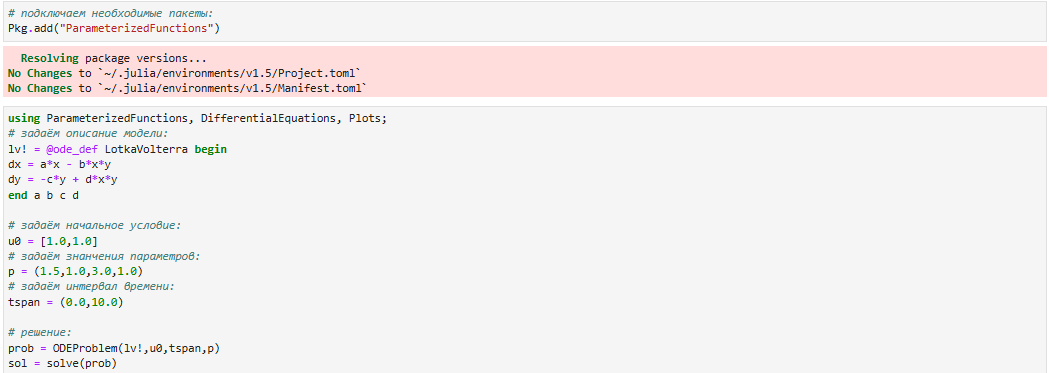 # подключаем необходимые пакеты:
Pkg.add("ParameterizedFunctions")
Resolving package versions...
No Changes to `~/.julia/environments/v1.5/Project.toml`
No Changes to `~/.julia/environments/v1.5/Manifest.toml`
using ParameterizedFunctions, DifferentialEquations, Plots;
# задаём описание модели:
lv! = @ode_def LotkaVolterra begin
dx = a*x - b*x*y
dy = -c*y + d*x*y
end a b c d
# задаём начальное условие:
u0 = [1.0,1.0]
# задаём знанчения параметров:
p = (1.5,1.0,3.0,1.0)
# задаём интервал времени:
tspan = (0.0,10.0)
# решение:
prob = ODEProblem(lv!,u0,tspan,p)
sol = solve(prob)